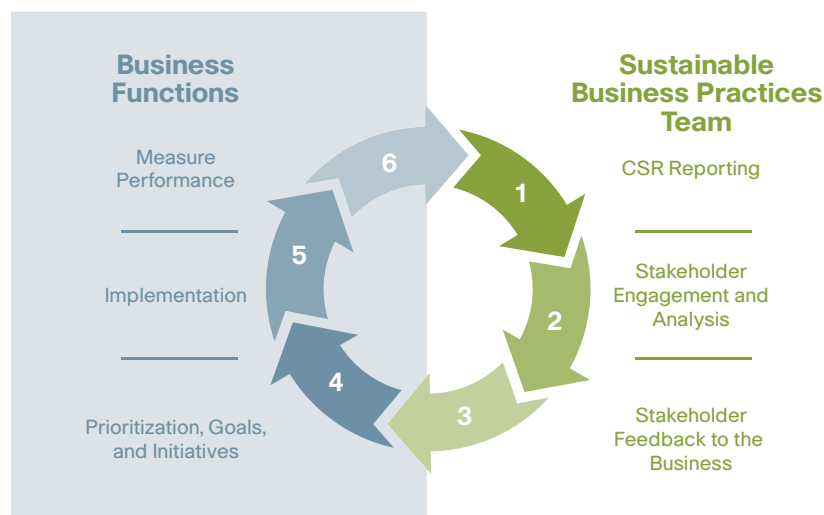 Business
Functions
Measure
Performance
Implementation
Prioritization, Goals,
and Initiatives
6
5
4
1
2
3
Sustainable
Business Practices
Team
CSR Reporting
Stakeholder
Engagement and
Analysis
Stakeholder
Feedback to the
Business